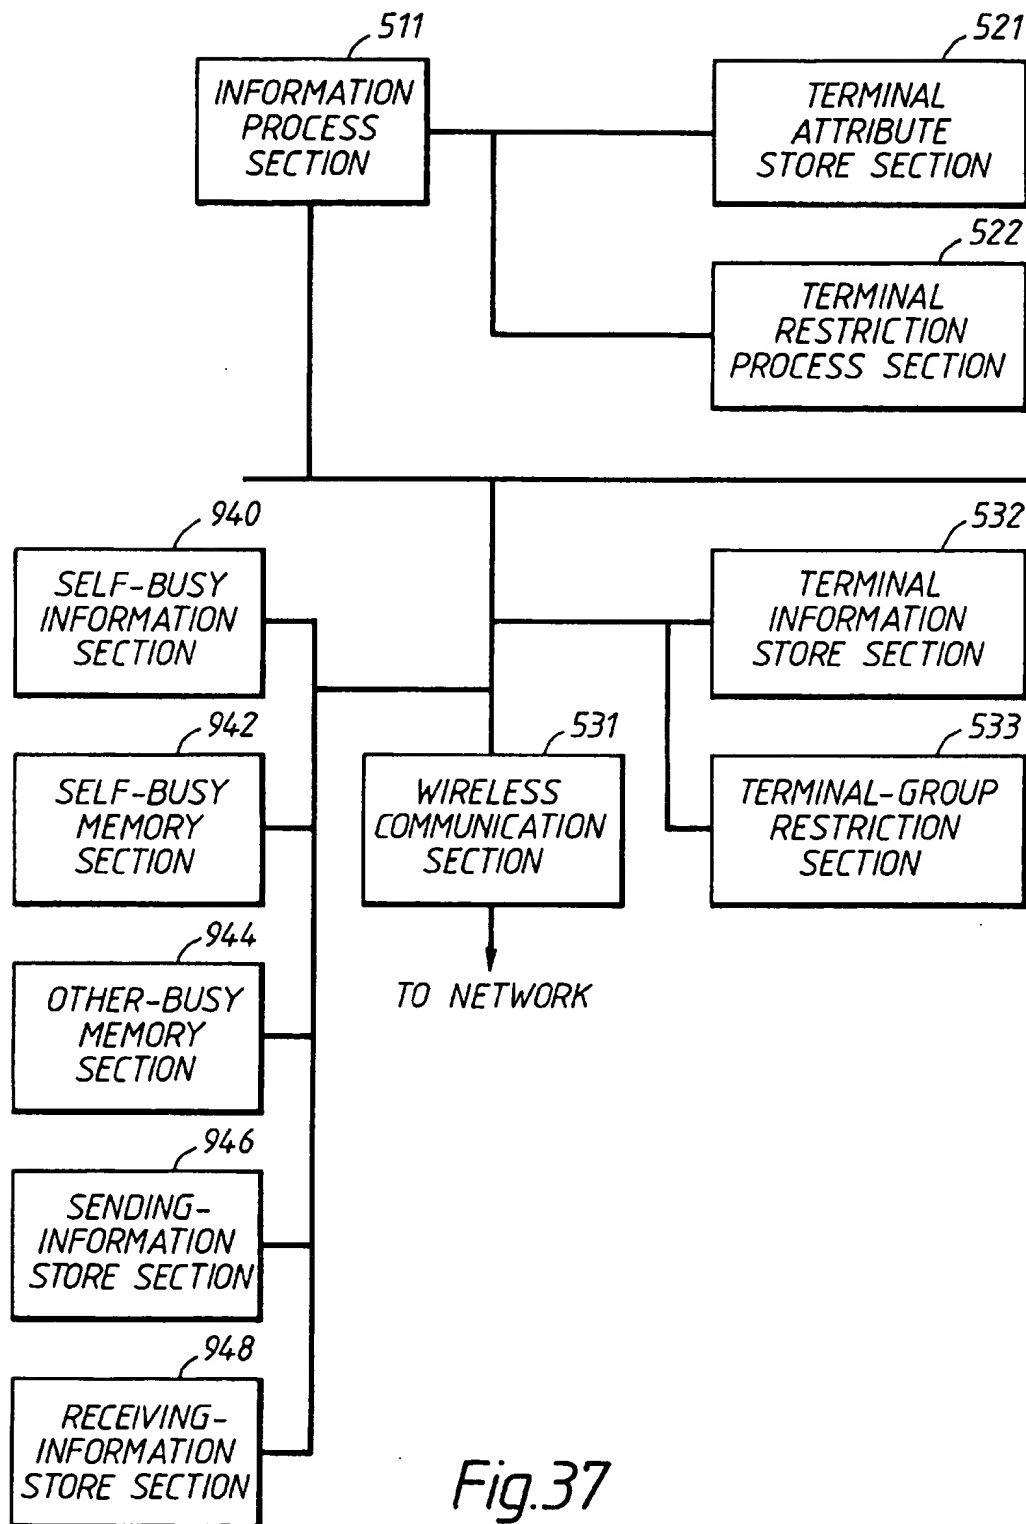 511
INFORMATION
PROCESS
SECTION
521
TERMINAL
ATTRIBUTE
STORE SECTION
522
TERMINAL
RESTRICTION
PROCESS SECTION
940
SELF-BUSY
INFORMATION
SECTION
532
TERMINAL
INFORMATION
STORE SECTION
942
SELF-BUSY
MEMORY
SECTION
531
WIRELESS
COMMUNICATION
SECTION
533
TERMINAL-GROUP
RESTRICTION
SECTION
944
OTHER-BUSY
MEMORY
SECTION
TO NETWORK
946
SENDING-
INFORMATION
STORE SECTION
948
RECEIVING-
INFORMATION
STORE SECTION
Fig.37